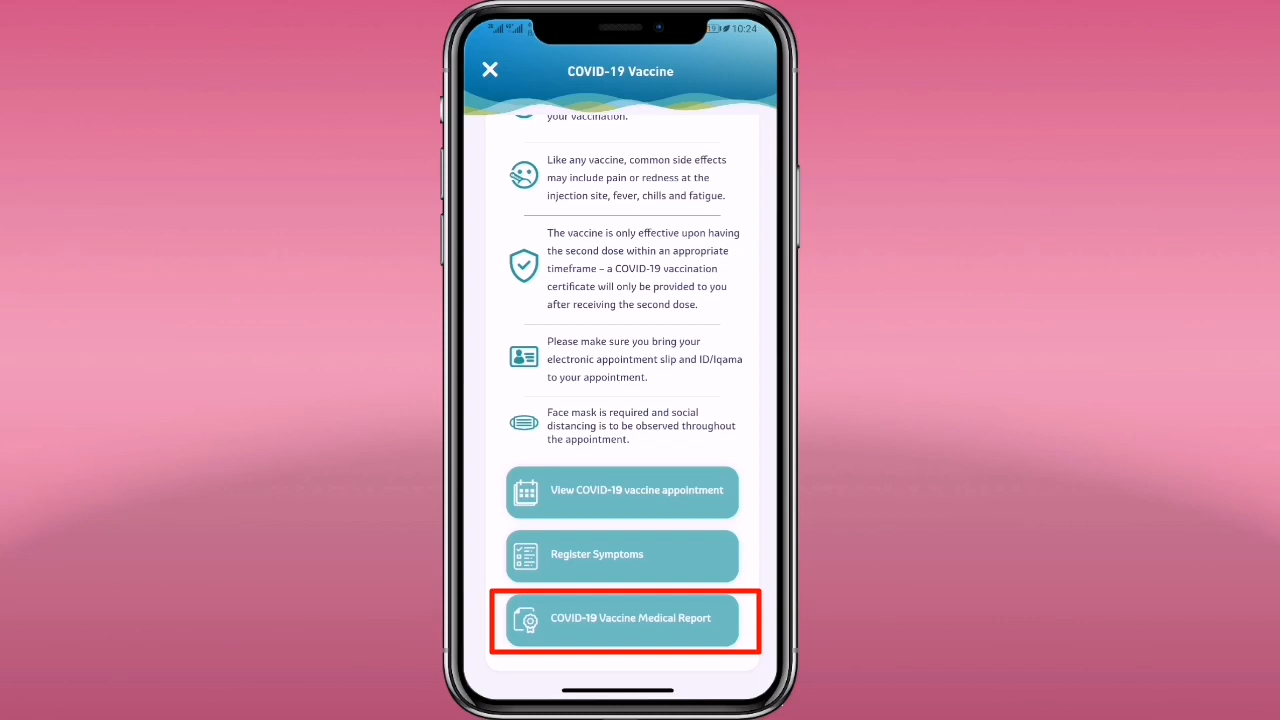 10:24
COVID-19 Vaccine
your vaccination.
Like any vaccine, common side effects
may include pain or redness at the
injection site, fever, chills and fatigue.
The vaccine is only effective upon having
the second dose within an appropriate
timeframe – a COVID-19 vaccination
certificate will only be provided to you
after receiving the second dose.
Please make sure you bring your
electronic appointment slip and ID/Iqama
to your appointment.
Face mask is required and social
distancing is to be observed throughout
the appointment.
View COVID-19 vaccine appointment
Register Symptoms
COVID-19 Vaccine Medical Report